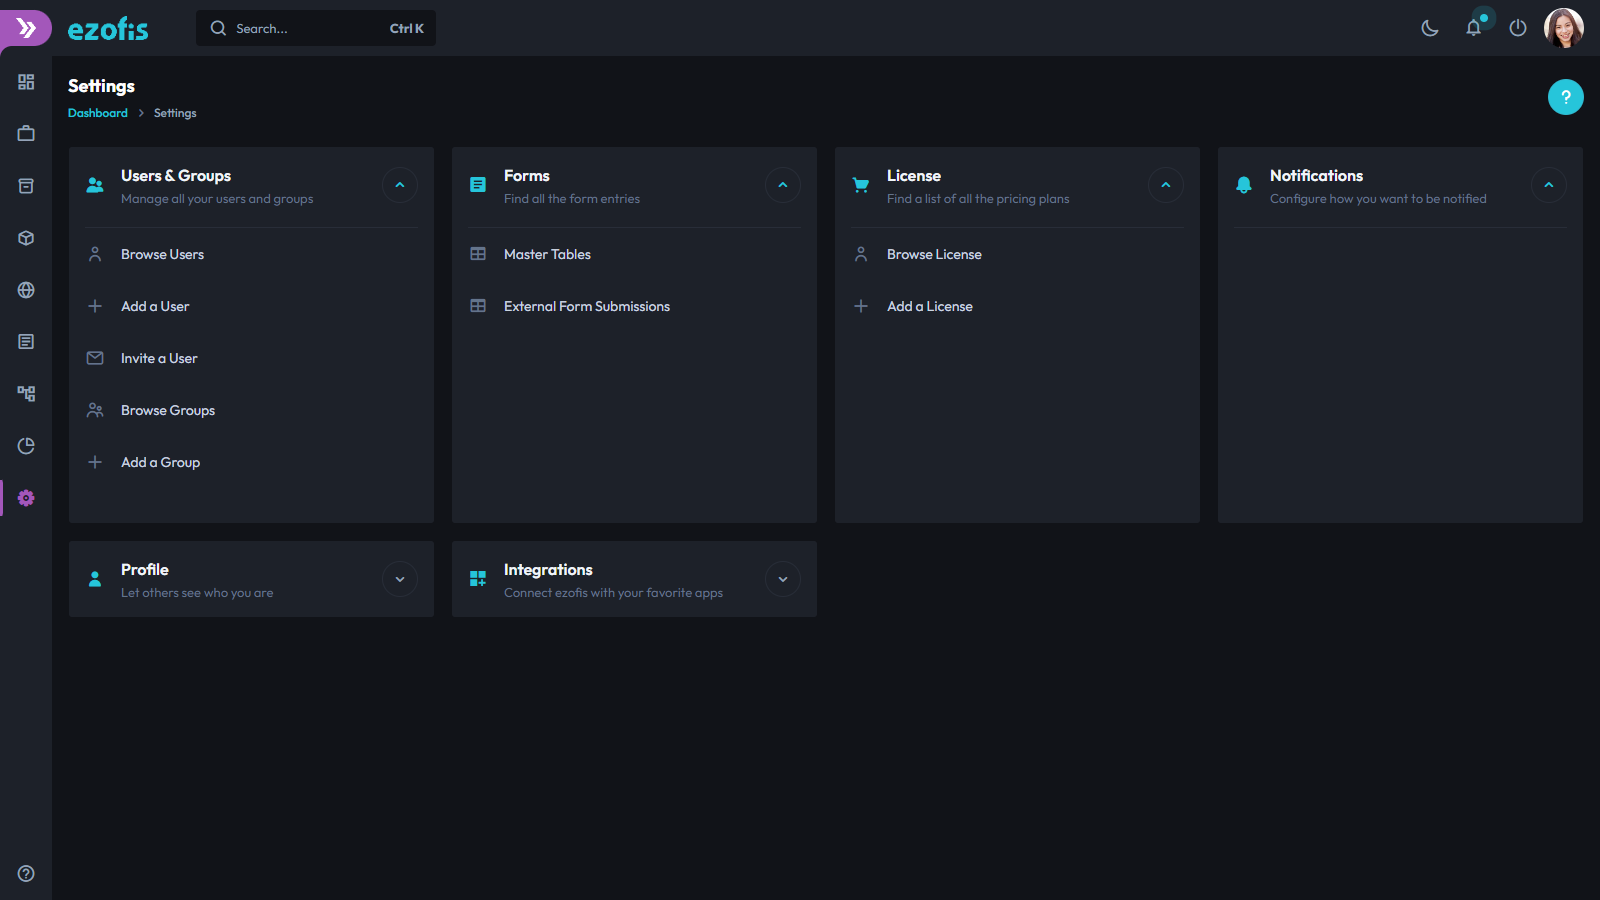 ezofis
Search...
Ctrl K
Settings
Dashboard
Settings
?
Users & Groups
Manage all your users and groups
Browse Users
Add a User
Invite a User
Browse Groups
Add a Group
Forms
Find all the form entries
Master Tables
External Form Submissions
License
Find a list of all the pricing plans
Browse License
Add a License
Notifications
Configure how you want to be notified
Profile
Let others see who you are
Integrations
Connect ezofis with your favorite apps